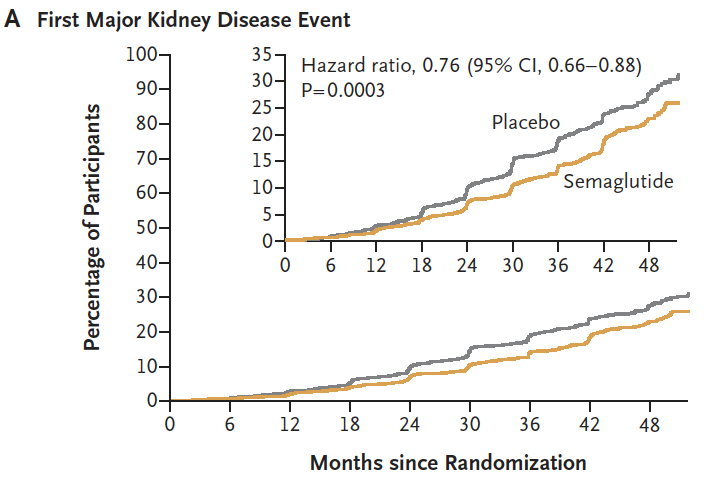 A First Major Kidney Disease Event
Percentage of Participants
100
90
80
70
60
50
40
30
20
10
0
35
30
25
20
15
10
5
0
Hazard ratio, 0.76 (95% CI, 0.66–0.88)
P=0.0003
Placebo
Semaglutide
0 6 12 18 24 30 36 42 48
0 6 12 18 24 30 36 42 48
Months since Randomization